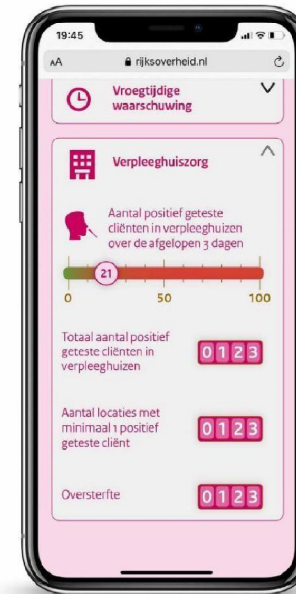 19:45
AA rijksoverheid.nl
Vroegtijdige
waarschuwing
Verpleeghuiszorg
Aantal positief geteste
cliënten in verpleeghuizen
over de afgelopen 3 dagen
21
0 50 100
Totaal aantal positief
geteste cliënten in
verpleeghuizen
0123
Aantal locaties met
minimaal 1 positief
geteste cliënt
0123
Oversterfte
0123